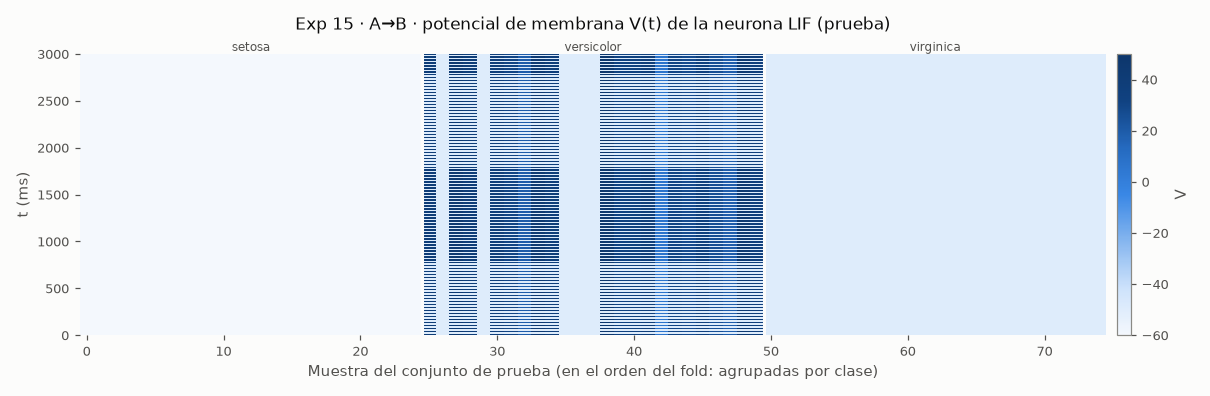 Exp 15 · A→B · potencial de membrana V(t) de la neurona LIF (prueba)
setosa versicolor virginica
3000
2500
2000
1500
1000
500
0
t (ms)
0 10 20 30 40 50 60 70
Muestra del conjunto de prueba (en el orden del fold: agrupadas por clase)
40
20
0
−20
−40
−60
V